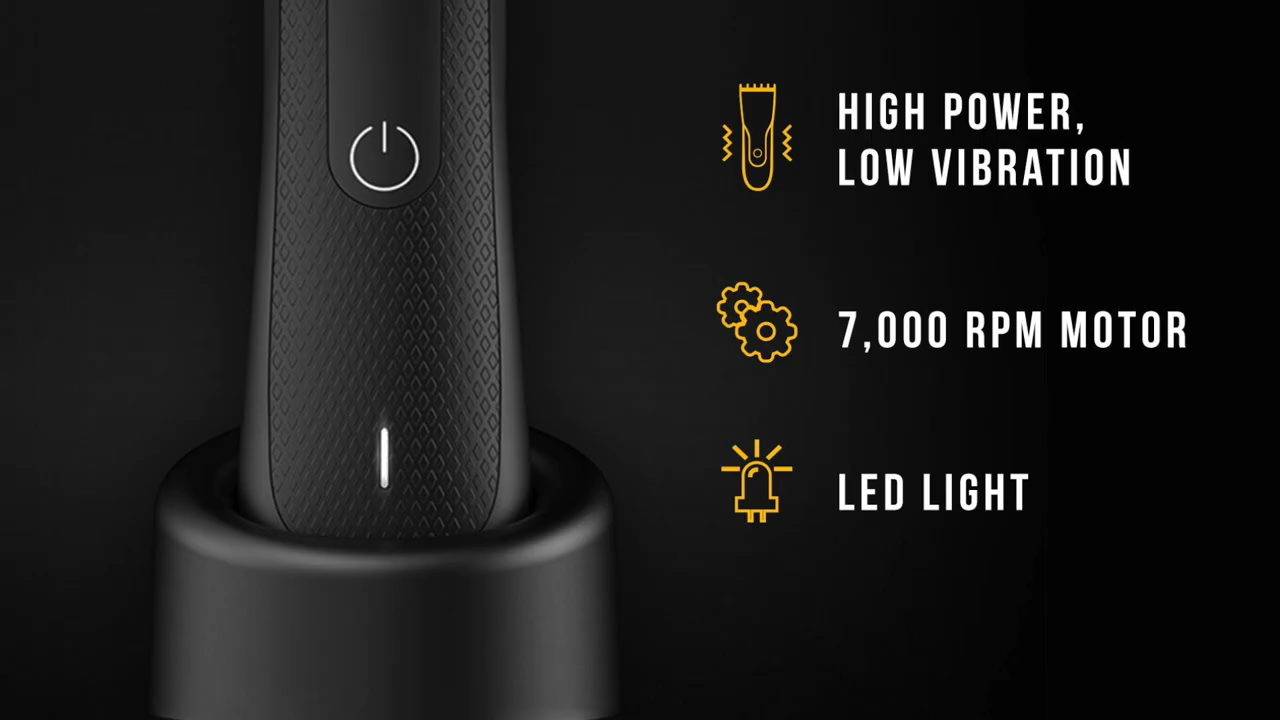 HIGH POWER,
LOW VIBRATION
7,000 RPM MOTOR
LED LIGHT